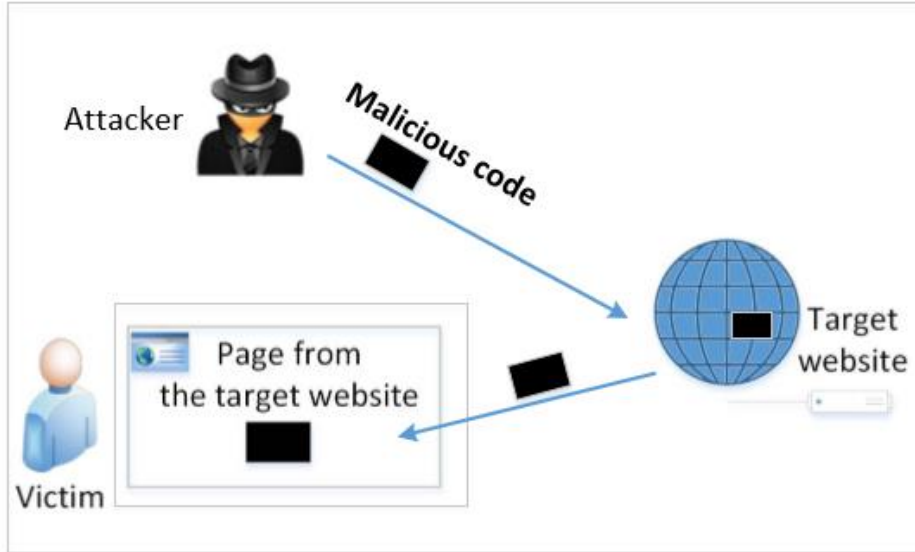 Attacker
Malicious code
Target
website
Page from
the target website
Victim